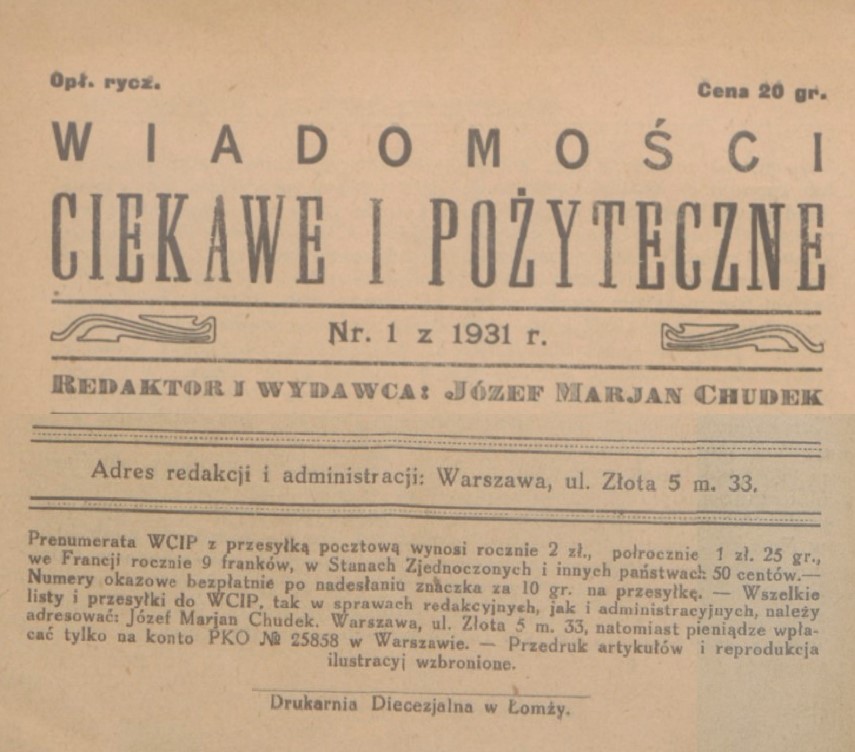 Opł. rycz.
Cena 20 gr.
WIADOMOŚCI
CIEKAWE I POŻYTECZNE
Nr. 1 z 1931 r.
REDAKTOR I WYDAWCA: JÓZEF MARJAN CHUDEK
Adres redakcji i administracji: Warszawa, ul. Złota 5 m. 33.
Prenumerata WCIP z przesyłką pocztową wynosi rocznie 2 zł., połrocznie 1 zł. 25 gr.,
we Francji rocznie 9 franków, w Stanach Zjednoczonych i innych państwach 50 centów.—
Numery okazowe bezpłatnie po nadesłaniu znaczka za 10 gr. na przesyłkę. — Wszelkie
listy i przesyłki do WCIP, tak w sprawach redakcyjnych, jak i administracyjnych, należy
adresować: Józef Marjan Chudek. Warszawa, ul. Złota 5 m. 33, natomiast pieniądze wpła-
cać tylko na konto PKO № 25858 w Warszawie. — Przedruk artykułów i reprodukcja
ilustracyj wzbronione.
Drukarnia Diecezjalna w Łomży.